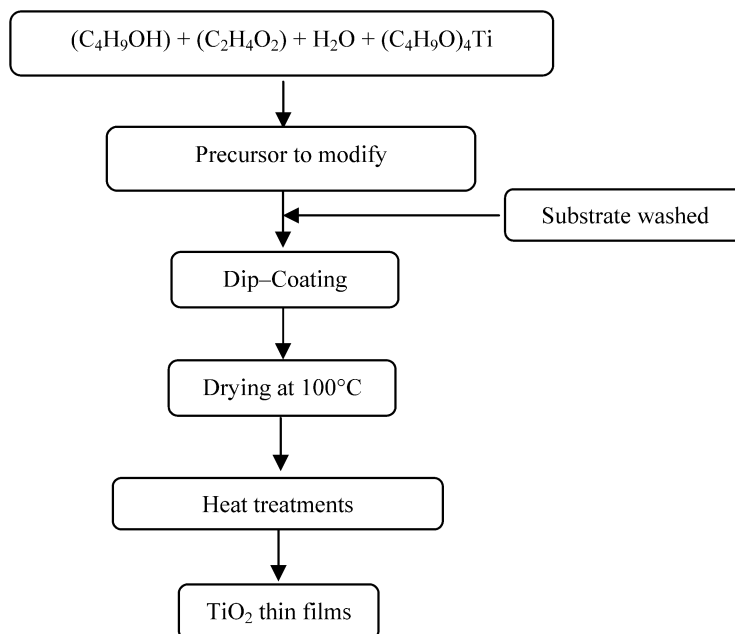 (C₄H₉OH) + (C₂H₄O₂) + H₂O + (C₄H₉O)₄Ti
Precursor to modify
Substrate washed
Dip–Coating
Drying at 100°C
Heat treatments
TiO₂ thin films